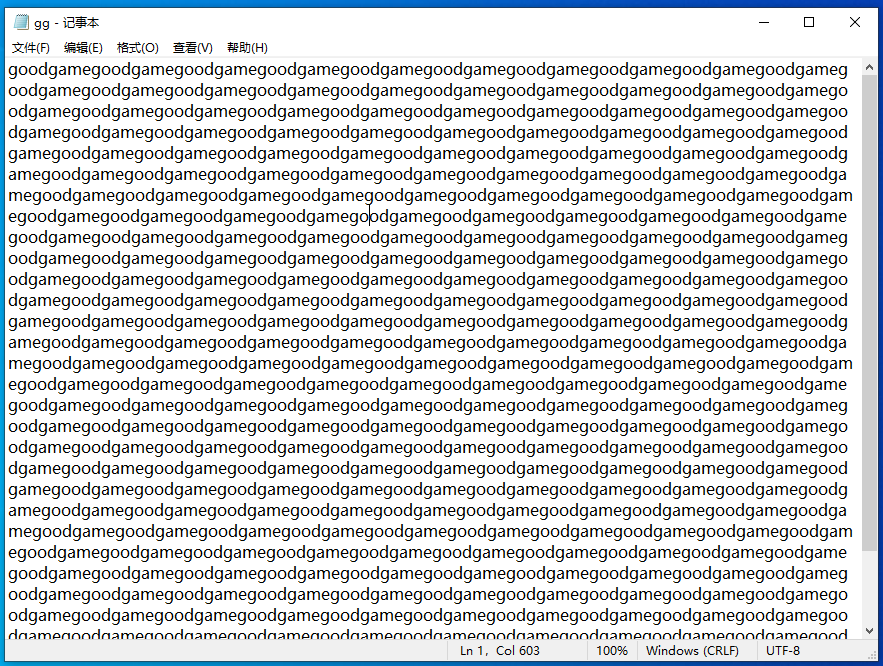 gg - 记事本
文件(F) 编辑(E) 格式(O) 查看(V) 帮助(H)
goodgamegoodgamegoodgamegoodgamegoodgamegoodgamegoodgamegoodgamegoodgamegoodgameg
oodgamegoodgamegoodgamegoodgamegoodgamegoodgamegoodgamegoodgamegoodgamegoodgamego
odgamegoodgamegoodgamegoodgamegoodgamegoodgamegoodgamegoodgamegoodgamegoodgamegoo
dgamegoodgamegoodgamegoodgamegoodgamegoodgamegoodgamegoodgamegoodgamegoodgamegood
gamegoodgamegoodgamegoodgamegoodgamegoodgamegoodgamegoodgamegoodgamegoodgamegoodg
amegoodgamegoodgamegoodgamegoodgamegoodgamegoodgamegoodgamegoodgamegoodgamegoodga
megoodgamegoodgamegoodgamegoodgamegoodgamegoodgamegoodgamegoodgamegoodgamegoodgam
egoodgamegoodgamegoodgamegoodgamegoodgamegoodgamegoodgamegoodgamegoodgamegoodgame
goodgamegoodgamegoodgamegoodgamegoodgamegoodgamegoodgamegoodgamegoodgamegoodgameg
oodgamegoodgamegoodgamegoodgamegoodgamegoodgamegoodgamegoodgamegoodgamegoodgamego
odgamegoodgamegoodgamegoodgamegoodgamegoodgamegoodgamegoodgamegoodgamegoodgamegoo
dgamegoodgamegoodgamegoodgamegoodgamegoodgamegoodgamegoodgamegoodgamegoodgamegood
gamegoodgamegoodgamegoodgamegoodgamegoodgamegoodgamegoodgamegoodgamegoodgamegoodg
amegoodgamegoodgamegoodgamegoodgamegoodgamegoodgamegoodgamegoodgamegoodgamegoodga
megoodgamegoodgamegoodgamegoodgamegoodgamegoodgamegoodgamegoodgamegoodgamegoodgam
egoodgamegoodgamegoodgamegoodgamegoodgamegoodgamegoodgamegoodgamegoodgamegoodgame
goodgamegoodgamegoodgamegoodgamegoodgamegoodgamegoodgamegoodgamegoodgamegoodgameg
oodgamegoodgamegoodgamegoodgamegoodgamegoodgamegoodgamegoodgamegoodgamegoodgamego
odgamegoodgamegoodgamegoodgamegoodgamegoodgamegoodgamegoodgamegoodgamegoodgamegoo
dgamegoodgamegoodgamegoodgamegoodgamegoodgamegoodgamegoodgamegoodgamegoodgamegood
gamegoodgamegoodgamegoodgamegoodgamegoodgamegoodgamegoodgamegoodgamegoodgamegoodg
amegoodgamegoodgamegoodgamegoodgamegoodgamegoodgamegoodgamegoodgamegoodgamegoodga
megoodgamegoodgamegoodgamegoodgamegoodgamegoodgamegoodgamegoodgamegoodgamegoodgam
egoodgamegoodgamegoodgamegoodgamegoodgamegoodgamegoodgamegoodgamegoodgamegoodgame
goodgamegoodgamegoodgamegoodgamegoodgamegoodgamegoodgamegoodgamegoodgamegoodgameg
oodgamegoodgamegoodgamegoodgamegoodgamegoodgamegoodgamegoodgamegoodgamegoodgamego
odgamegoodgamegoodgamegoodgamegoodgamegoodgamegoodgamegoodgamegoodgamegoodgamegoo
dgamegoodgamegoodgamegoodgamegoodgamegoodgamegoodgamegoodgamegoodgamegoodgamegood
Ln 1, Col 603 100% Windows (CRLF) UTF-8